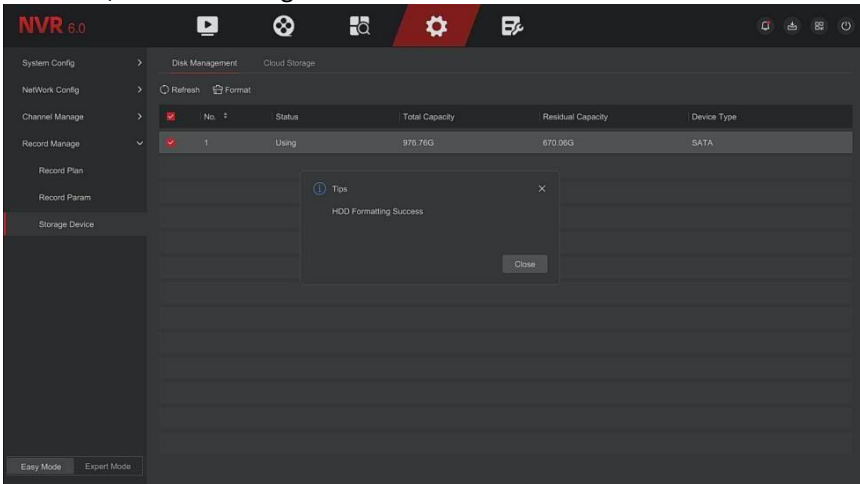 NVR 6.0
System Config
Disk Management Cloud Storage
NetWork Config
Refresh Format
Channel Manage
No. Status Total Capacity Residual Capacity Device Type
Record Manage
1 Using 976.76G 670.06G SATA
Record Plan
Tips
Record Param
HDD Formatting Success
Storage Device
Close
Easy Mode Expert Mode